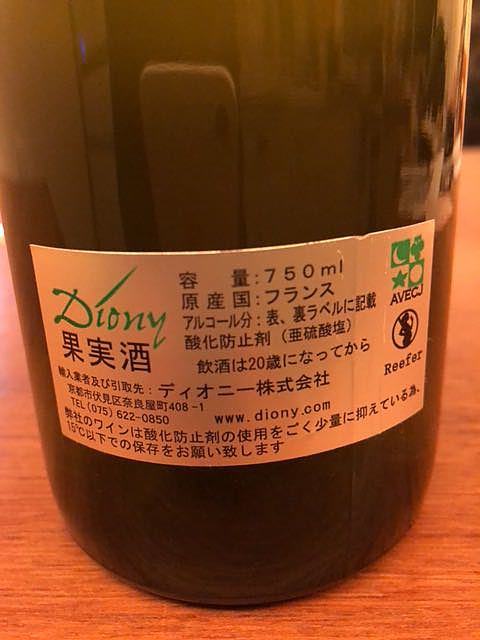 Diony
果実酒
容　量:750ml
原産国:フランス
アルコール分:表、裏ラベルに記載
酸化防止剤（亜硫酸塩）
飲酒は20歳になってから
輸入業者及び引取先:ディオニー株式会社
京都市伏見区奈良屋町408-1
TEL(075)622-0850
www.diony.com
弊社のワインは酸化防止剤の使用をごく少量に抑えている為、
15℃以下での保存をお願い致します
AVECJ
Reefer